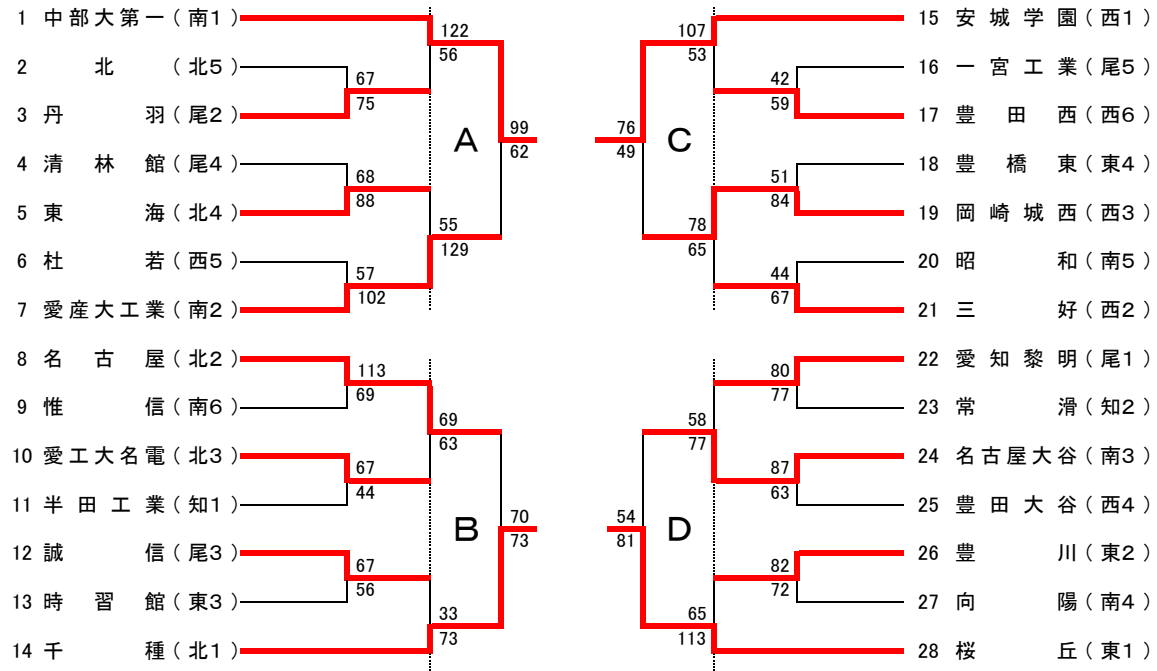 1 中部大第一(南1)
2 北(北5)
3 丹羽(尾2)
4 清林館(尾4)
5 東海(北4)
6 杜若(西5)
7 愛産大工業(南2)
8 名古屋(北2)
9 惟信(南6)
10 愛工大名電(北3)
11 半田工業(知1)
12 誠信(尾3)
13 時習館(東3)
14 千種(北1)
67
75
68
88
57
102
113
69
67
44
67
56
122
56
55
129
69
63
33
73
A
B
99
62
70
73
76
49
54
81
C
D
107
53
78
65
58
77
65
113
42
59
51
84
44
67
80
77
87
63
82
72
15 安城学園(西1)
16 一宮工業(尾5)
17 豊田西(西6)
18 豊橋東(東4)
19 岡崎城西(西3)
20 昭和(南5)
21 三好(西2)
22 愛知黎明(尾1)
23 常滑(知2)
24 名古屋大谷(南3)
25 豊田大谷(西4)
26 豊川(東2)
27 向陽(南4)
28 桜丘(東1)